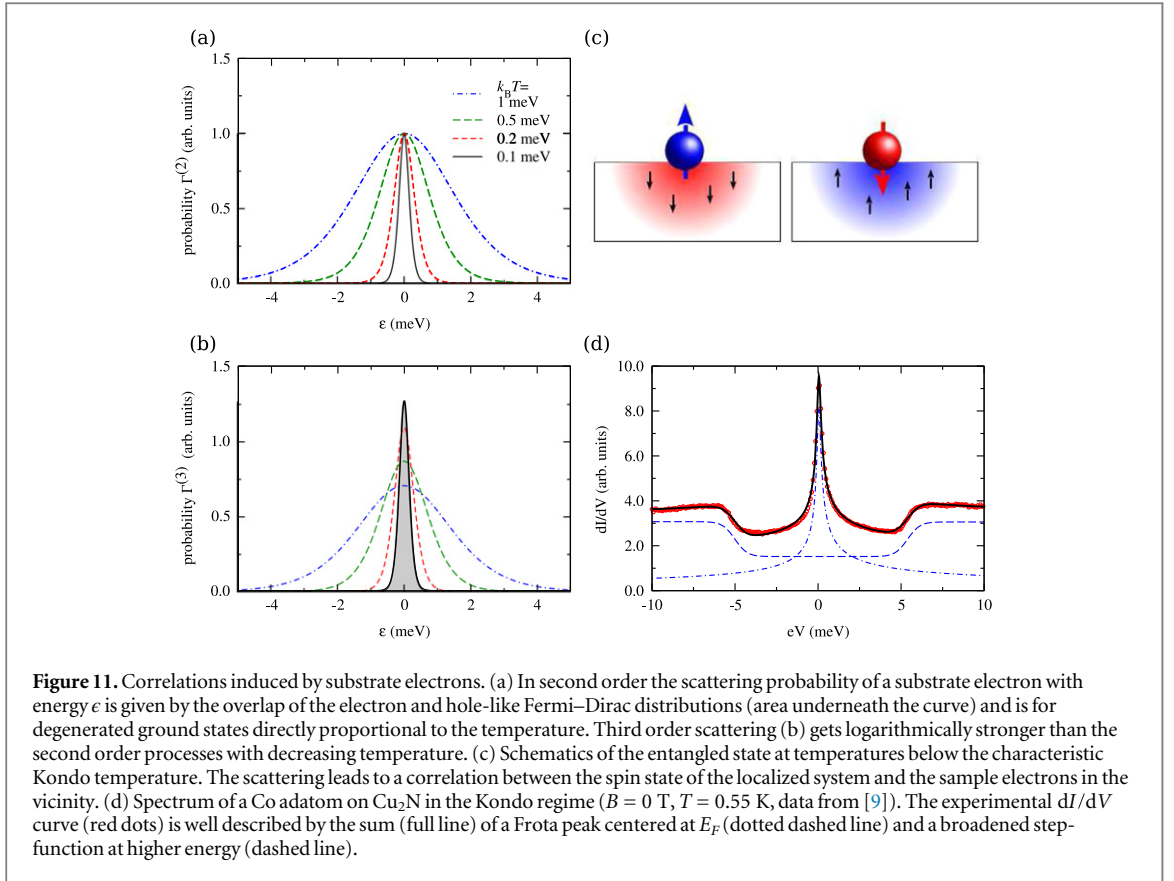 (a)
1.5
1.0
0.5
0.0
probability Γ(2) (arb. units)
-4 -2 0 2 4
ε (meV)
kBT=
1 meV
0.5 meV
0.2 meV
0.1 meV
(c)
(b)
1.5
1.0
0.5
0.0
probability Γ(3) (arb. units)
-4 -2 0 2 4
ε (meV)
(d)
10.0
8.0
6.0
4.0
2.0
0.0
dI/dV (arb. units)
-10 -5 0 5 10
eV (meV)
Figure 11. Correlations induced by substrate electrons. (a) In second order the scattering probability of a substrate electron with
energy ϵ is given by the overlap of the electron and hole-like Fermi–Dirac distributions (area underneath the curve) and is for
degenerated ground states directly proportional to the temperature. Third order scattering (b) gets logarithmically stronger than the
second order processes with decreasing temperature. (c) Schematics of the entangled state at temperatures below the characteristic
Kondo temperature. The scattering leads to a correlation between the spin state of the localized system and the sample electrons in the
vicinity. (d) Spectrum of a Co adatom on Cu2N in the Kondo regime (B = 0 T, T = 0.55 K, data from [9]). The experimental dI/dV
curve (red dots) is well described by the sum (full line) of a Frota peak centered at EF (dotted dashed line) and a broadened step-
function at higher energy (dashed line).